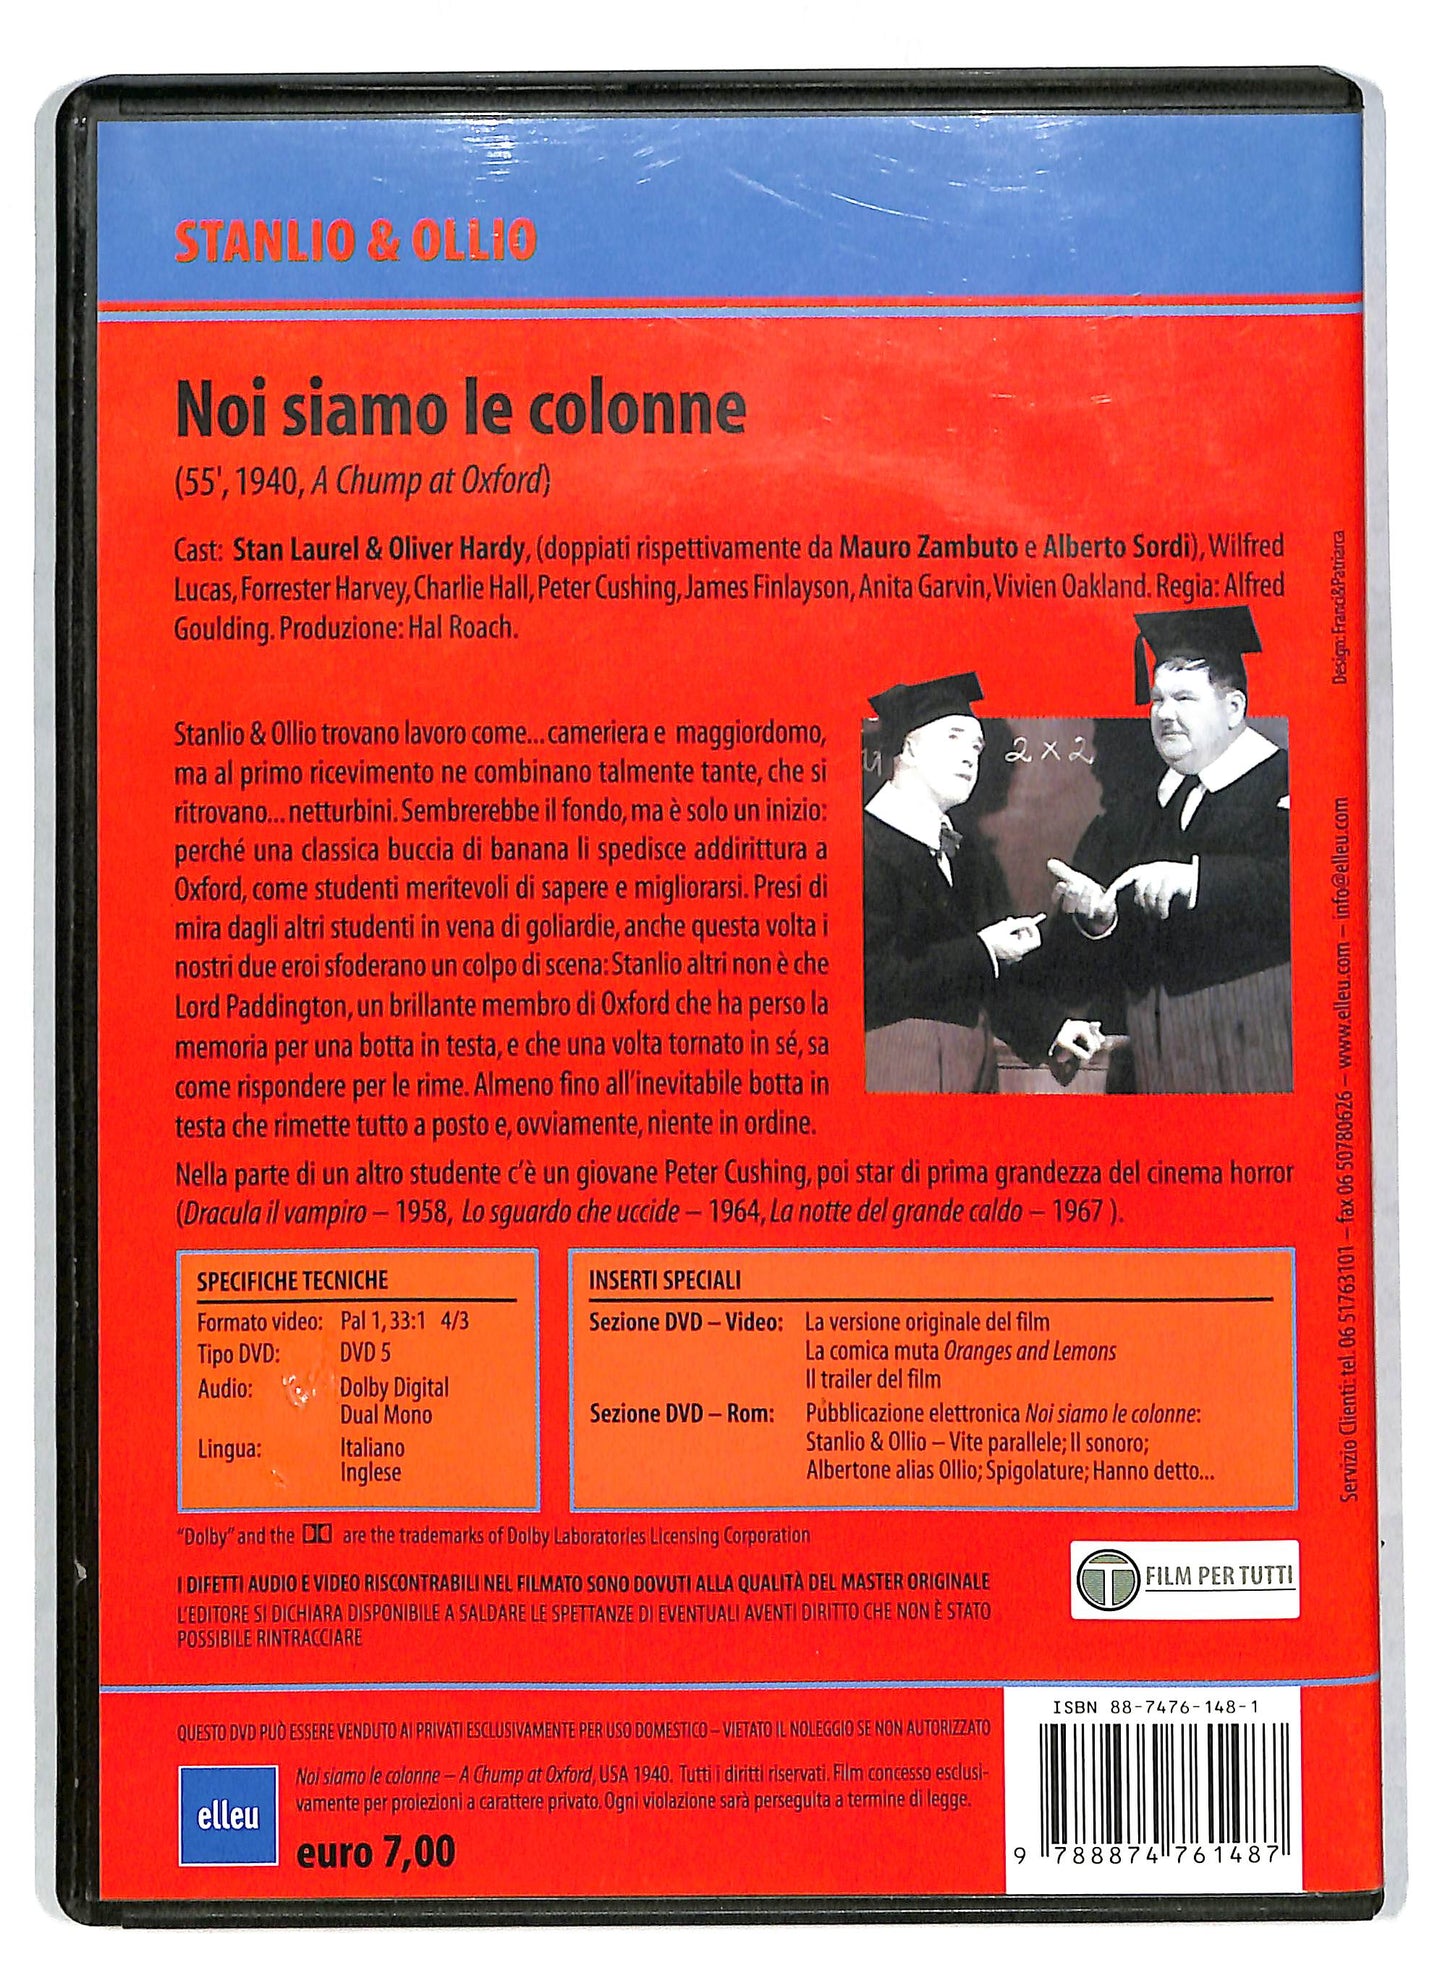 STANLIO & OLLIO
Noi siamo le colonne
(55', 1940, A Chump at Oxford)
Cast: Stan Laurel & Oliver Hardy, (doppiati rispettivamente da Mauro Zambuto e Alberto Sordi), Wilfred
Lucas, Forrester Harvey, Charlie Hall, Peter Cushing, James Finlayson, Anita Garvin, Vivien Oakland. Regia: Alfred
Goulding. Produzione: Hal Roach.
Stanlio & Ollio trovano lavoro come... cameriera e maggiordomo,
ma al primo ricevimento ne combinano talmente tante, che si
ritrovano... netturbini. Sembrerebbe il fondo, ma è solo un inizio:
perché una classica buccia di banana li spedisce addirittura a
Oxford, come studenti meritevoli di sapere e migliorarsi. Presi di
mira dagli altri studenti in vena di goliardie, anche questa volta i
nostri due eroi sfoderano un colpo di scena: Stanlio altri non è che
Lord Paddington, un brillante membro di Oxford che ha perso la
memoria per una botta in testa, e che una volta tornato in sé, sa
come rispondere per le rime. Almeno fino all'inevitabile botta in
testa che rimette tutto a posto e, ovviamente, niente in ordine.
2 x 2
Nella parte di un altro studente c'è un giovane Peter Cushing, poi star di prima grandezza del cinema horror
(Dracula il vampiro – 1958, Lo sguardo che uccide – 1964, La notte del grande caldo – 1967 ).
SPECIFICHE TECNICHE
Formato video: Pal 1,33:1 4/3
Tipo DVD: DVD 5
Audio: Dolby Digital
Dual Mono
Lingua: Italiano
Inglese
INSERTI SPECIALI
Sezione DVD – Video: La versione originale del film
La comica muta Oranges and Lemons
Il trailer del film
Sezione DVD – Rom: Pubblicazione elettronica Noi siamo le colonne:
Stanlio & Ollio – Vite parallele; Il sonoro;
Albertone alias Ollio; Spigolature; Hanno detto...
"Dolby" and the are the trademarks of Dolby Laboratories Licensing Corporation
I DIFETTI AUDIO E VIDEO RISCONTRABILI NEL FILMATO SONO DOVUTI ALLA QUALITÀ DEL MASTER ORIGINALE
L'EDITORE SI DICHIARA DISPONIBILE A SALDARE LE SPETTANZE DI EVENTUALI AVENTI DIRITTO CHE NON È STATO
POSSIBILE RINTRACCIARE
T FILM PER TUTTI
QUESTO DVD PUÒ ESSERE VENDUTO AI PRIVATI ESCLUSIVAMENTE PER USO DOMESTICO – VIETATO IL NOLEGGIO SE NON AUTORIZZATO
elleu
Noi siamo le colonne – A Chump at Oxford, USA 1940. Tutti i diritti riservati. Film concesso esclusi-
vamente per proiezioni a carattere privato. Ogni violazione sarà perseguita a termine di legge.
euro 7,00
ISBN 88-7476-148-1
9 788874 761487
Design: Franci&Patriarca
Servizio Clienti: tel. 06 51763101 – fax 06 50780626 – www.elleu.com – info@elleu.com